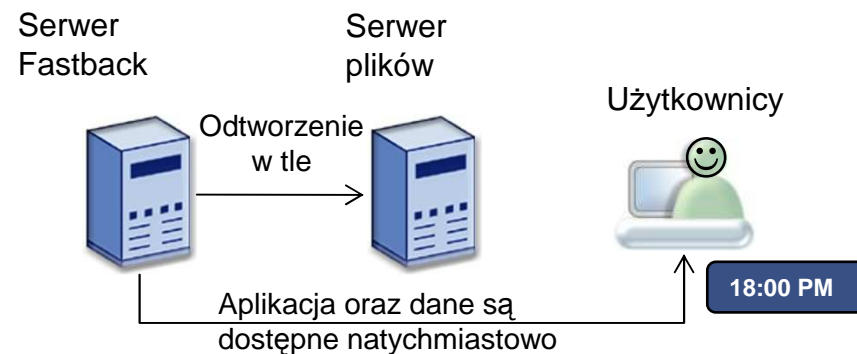 Serwer
Fastback
Serwer
plików
Użytkownicy
Odtworzenie
w tle
18:00 PM
Aplikacja oraz dane są
dostępne natychmiastowo